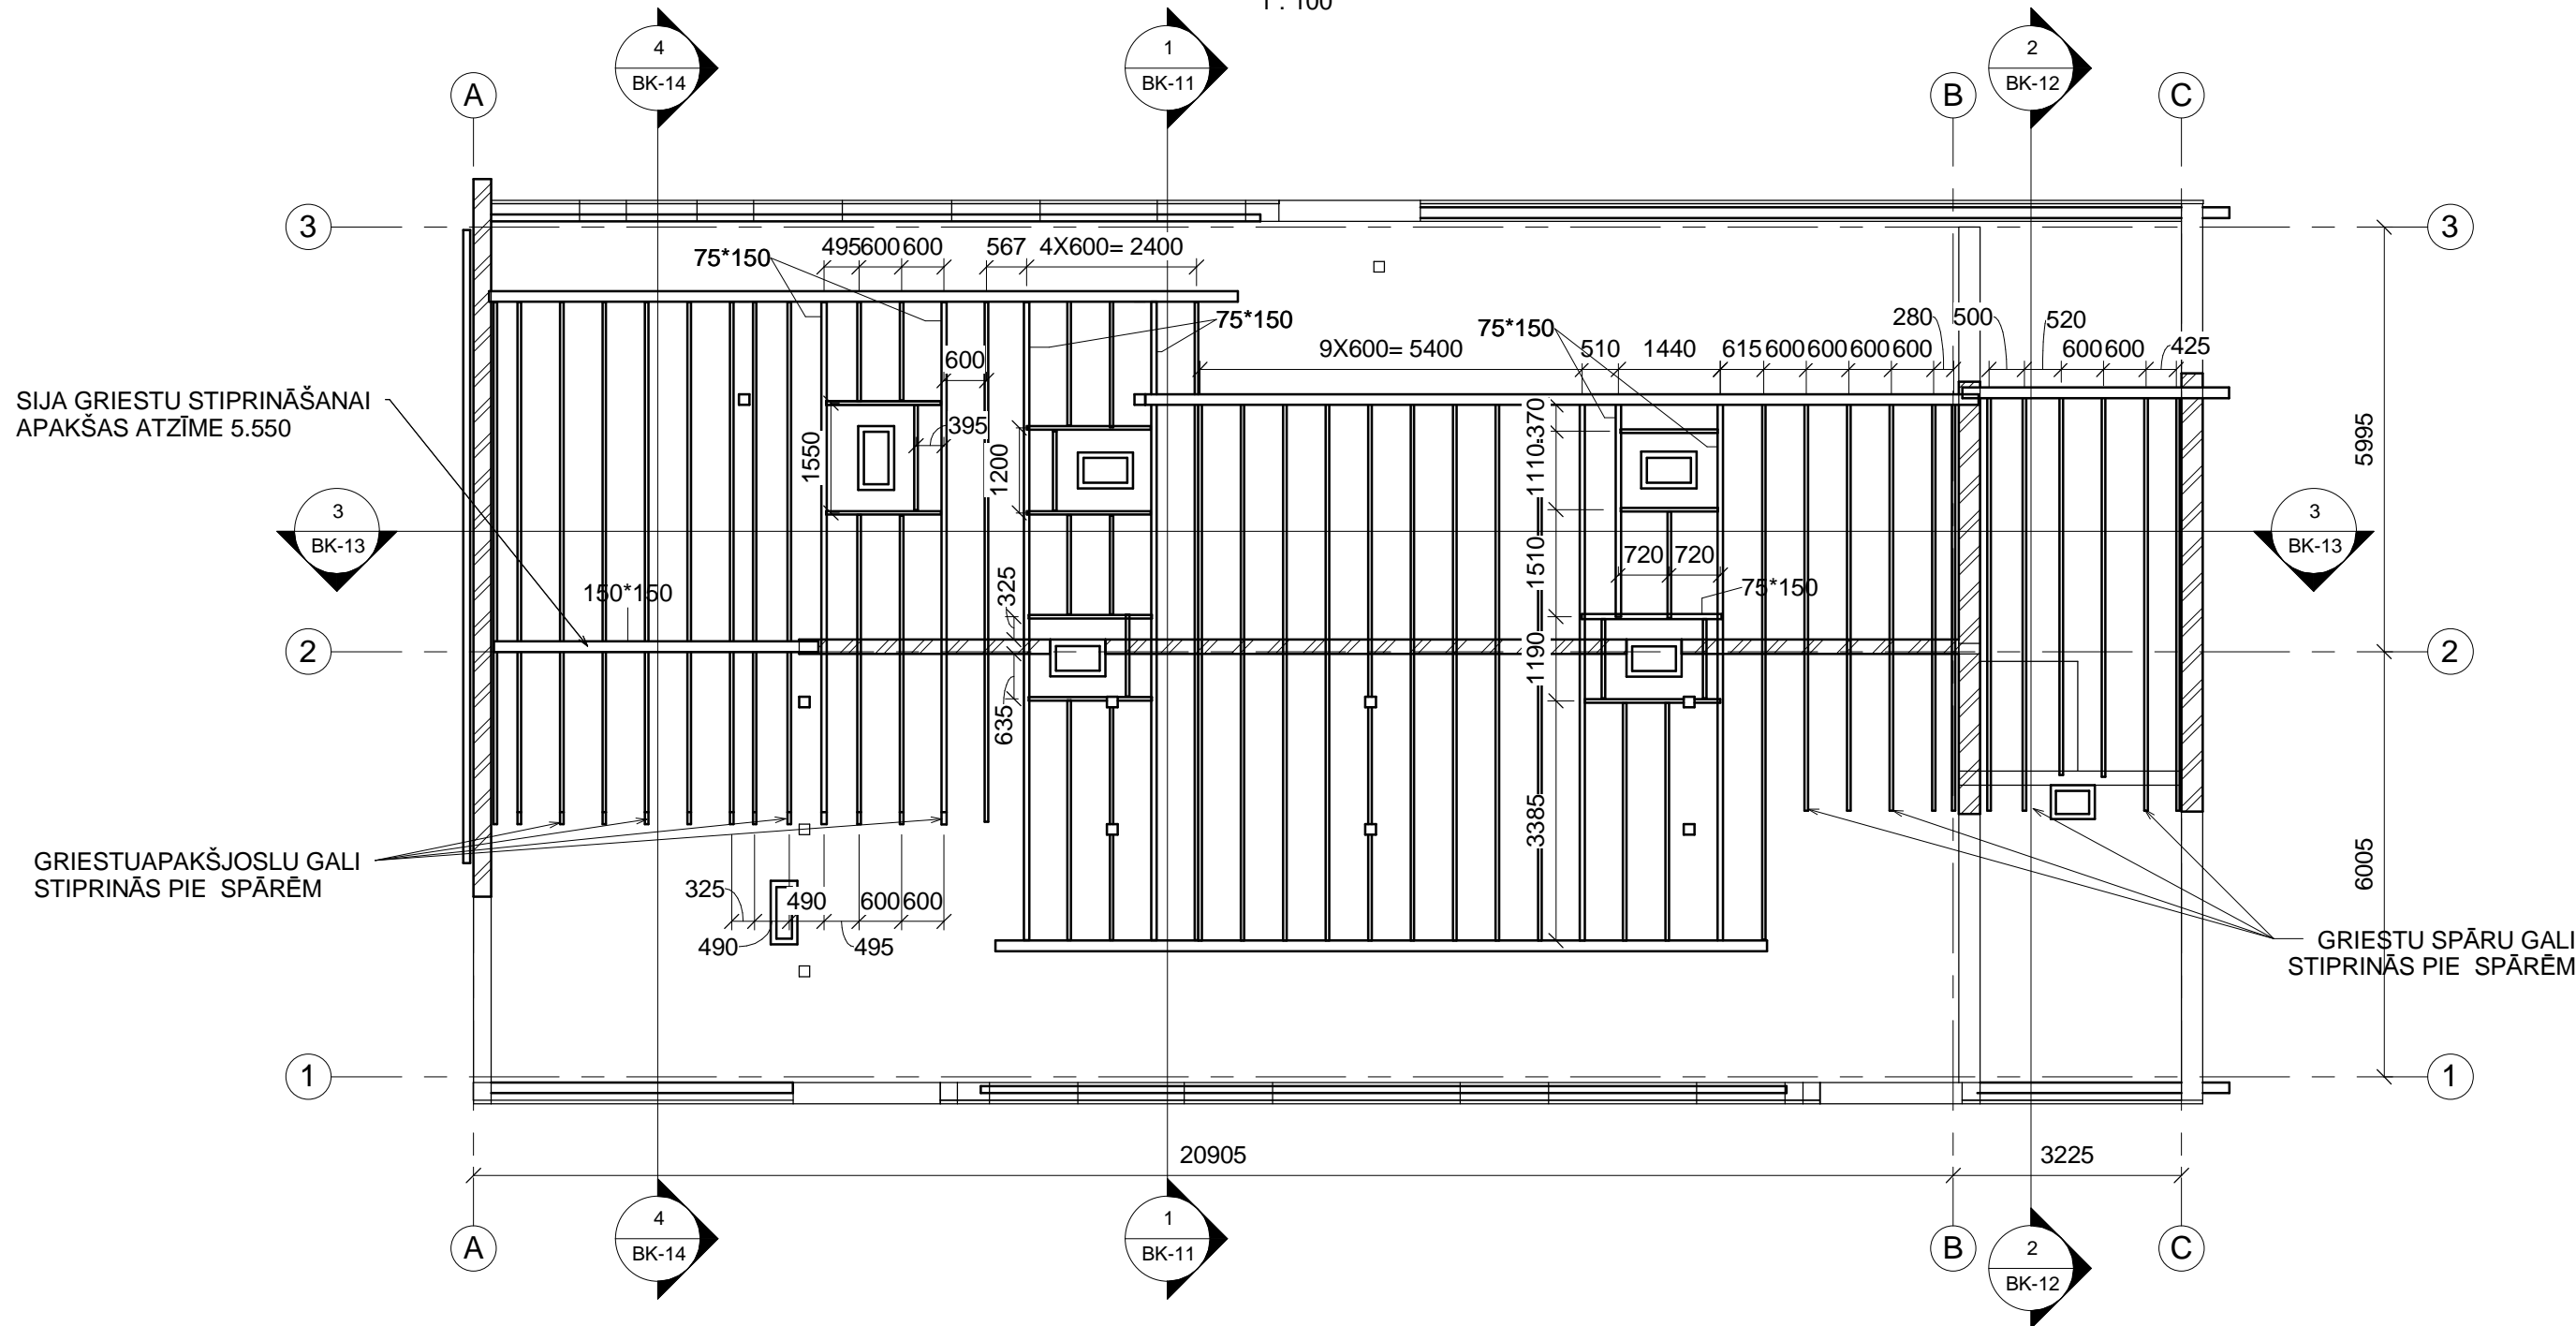 1 : 100
4
BK-14
1
BK-11
2
BK-12
A
B
C
3
3
495
600
600
567
4X600= 2400
75*150
75*150
75*150
280
500
520
9X600= 5400
510
1440
615
600
600
600
600
600
600
425
600
SIJA GRIESTU STIPRINĀŠANAI
APAKŠAS ATZĪME 5.550
395
370
1550
1200
1110
5995
3
BK-13
3
BK-13
1510
720
720
325
150*150
75*150
2
2
1190
635
3385
GRIESTUAPAKŠJOSLU GALI
STIPRINĀS PIE SPĀRĒM
6005
325
490
600
600
490
495
GRIESTU SPĀRU GALI
STIPRINĀS PIE SPĀRĒM
1
1
20905
3225
4
BK-14
1
BK-11
2
BK-12
A
B
C